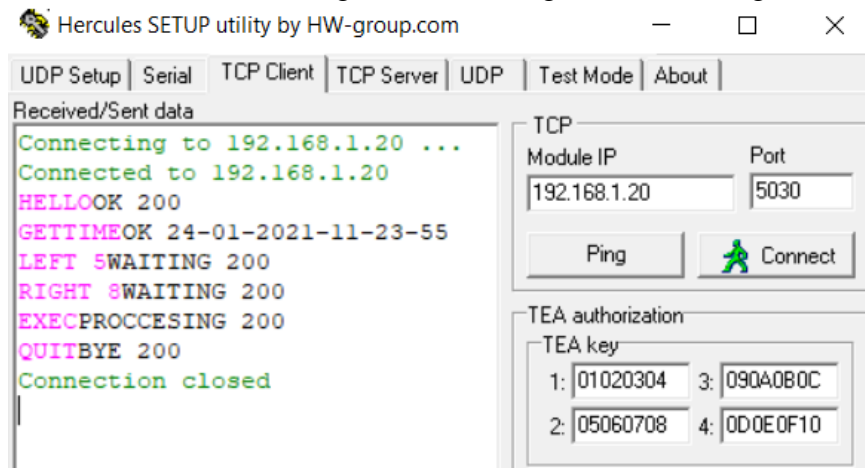 Hercules SETUP utility by HW-group.com
UDP Setup Serial TCP Client TCP Server UDP Test Mode About
Received/Sent data
Connecting to 192.168.1.20 ...
Connected to 192.168.1.20
HELLOOK 200
GETTIMEOK 24-01-2021-11-23-55
LEFT 5WAITING 200
RIGHT 8WAITING 200
EXECPROCCESING 200
QUITBYE 200
Connection closed
TCP
Module IP Port
192.168.1.20 5030
Ping Connect
TEA authorization
TEA key
1: 01020304 3: 090A0B0C
2: 05060708 4: 0D0E0F10